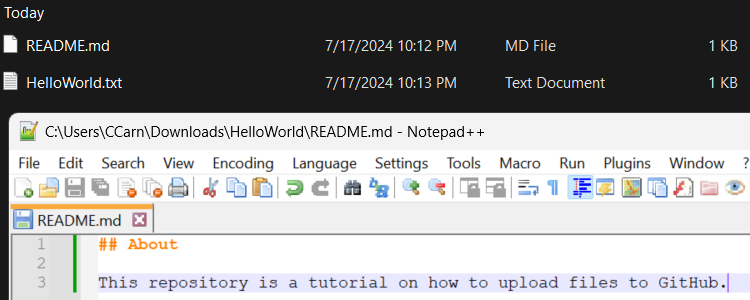 Today
README.md 7/17/2024 10:12 PM MD File 1 KB
HelloWorld.txt 7/17/2024 10:13 PM Text Document 1 KB
C:\Users\CCarn\Downloads\HelloWorld\README.md - Notepad++
File Edit Search View Encoding Language Settings Tools Macro Run Plugins Window ?
README.md
1 ## About
2
3 This repository is a tutorial on how to upload files to GitHub.